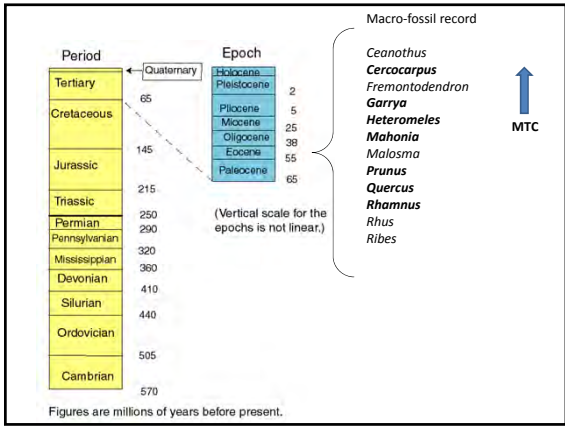 Macro-fossil record
Period
Epoch
Quaternary
Tertiary
65
Cretaceous
145
Jurassic
215
Triassic
250
Permian
290
Pennsylvanian
320
Mississippian
360
Devonian
410
Silurian
440
Ordovician
505
Cambrian
570
Holocene
Pleistocene
2
Pliocene
5
Miocene
25
Oligocene
38
Eocene
55
Paleocene
65
(Vertical scale for the
epochs is not linear.)
Ceanothus
Cercocarpus
Fremontodendron
Garrya
Heteromeles
Mahonia
Malosma
Prunus
Quercus
Rhamnus
Rhus
Ribes
MTC
Figures are millions of years before present.